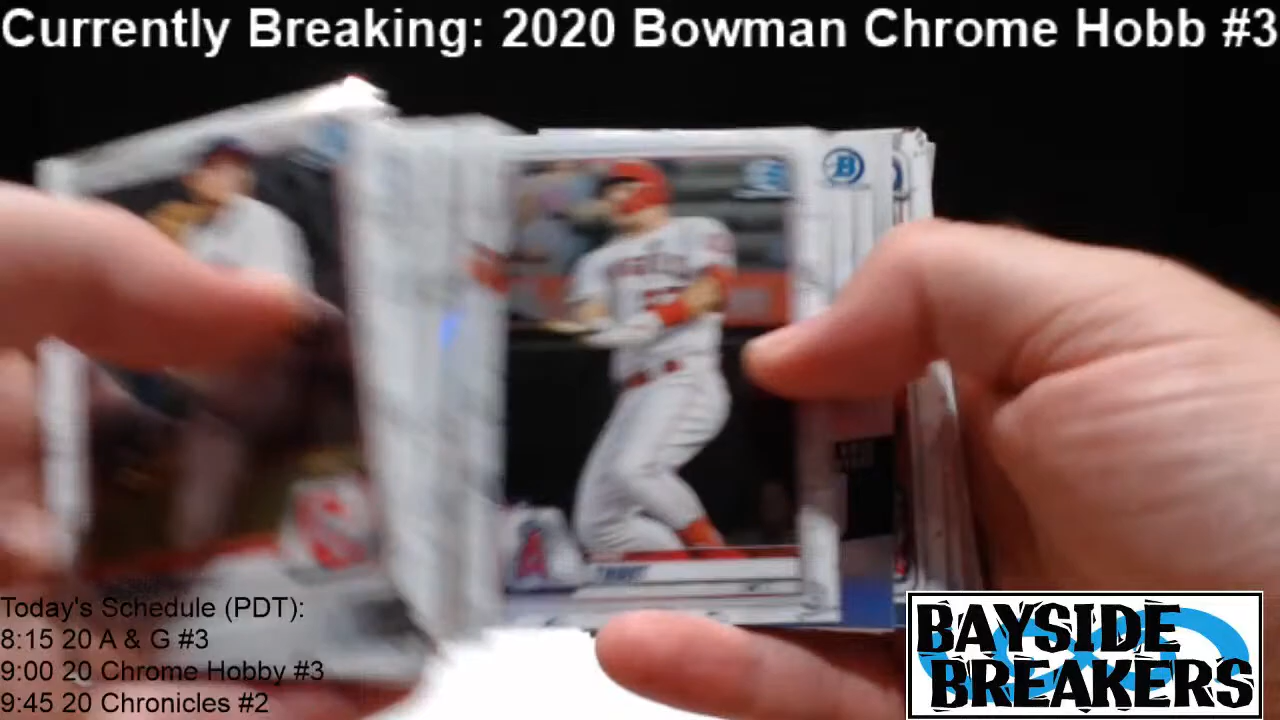 Currently Breaking: 2020 Bowman Chrome Hobb #3
B
A
TROUT
Today's Schedule (PDT):
8:15 20 A & G #3
9:00 20 Chrome Hobby #3
9:45 20 Chronicles #2
BAYSIDE
BREAKERS